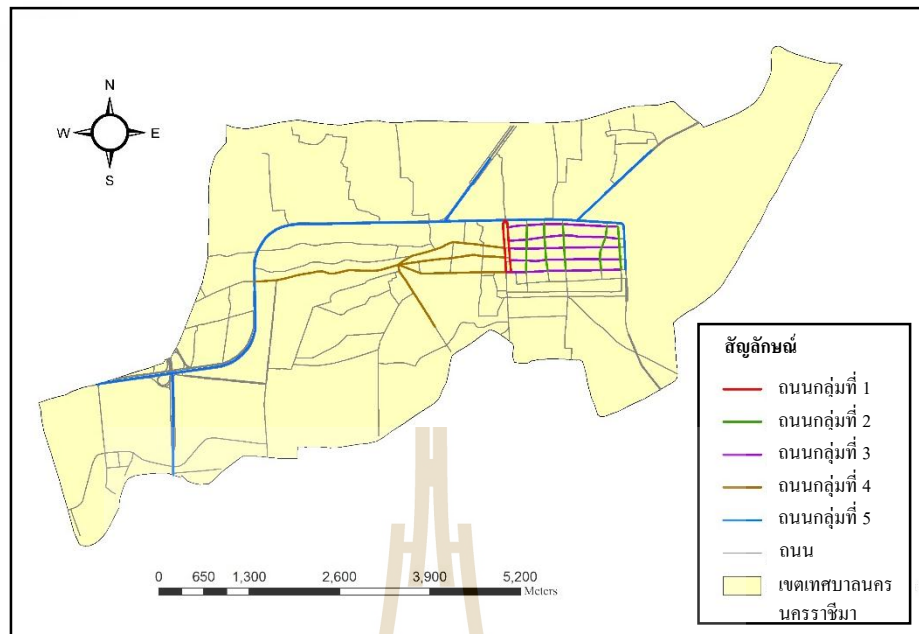 N
W E
S
สัญลักษณ์
ถนนกลุ่มที่ 1
ถนนกลุ่มที่ 2
ถนนกลุ่มที่ 3
ถนนกลุ่มที่ 4
ถนนกลุ่มที่ 5
ถนน
เขตเทศบาลนคร
นครราชีมา
0 650 1,300 2,600 3,900 5,200
Meters